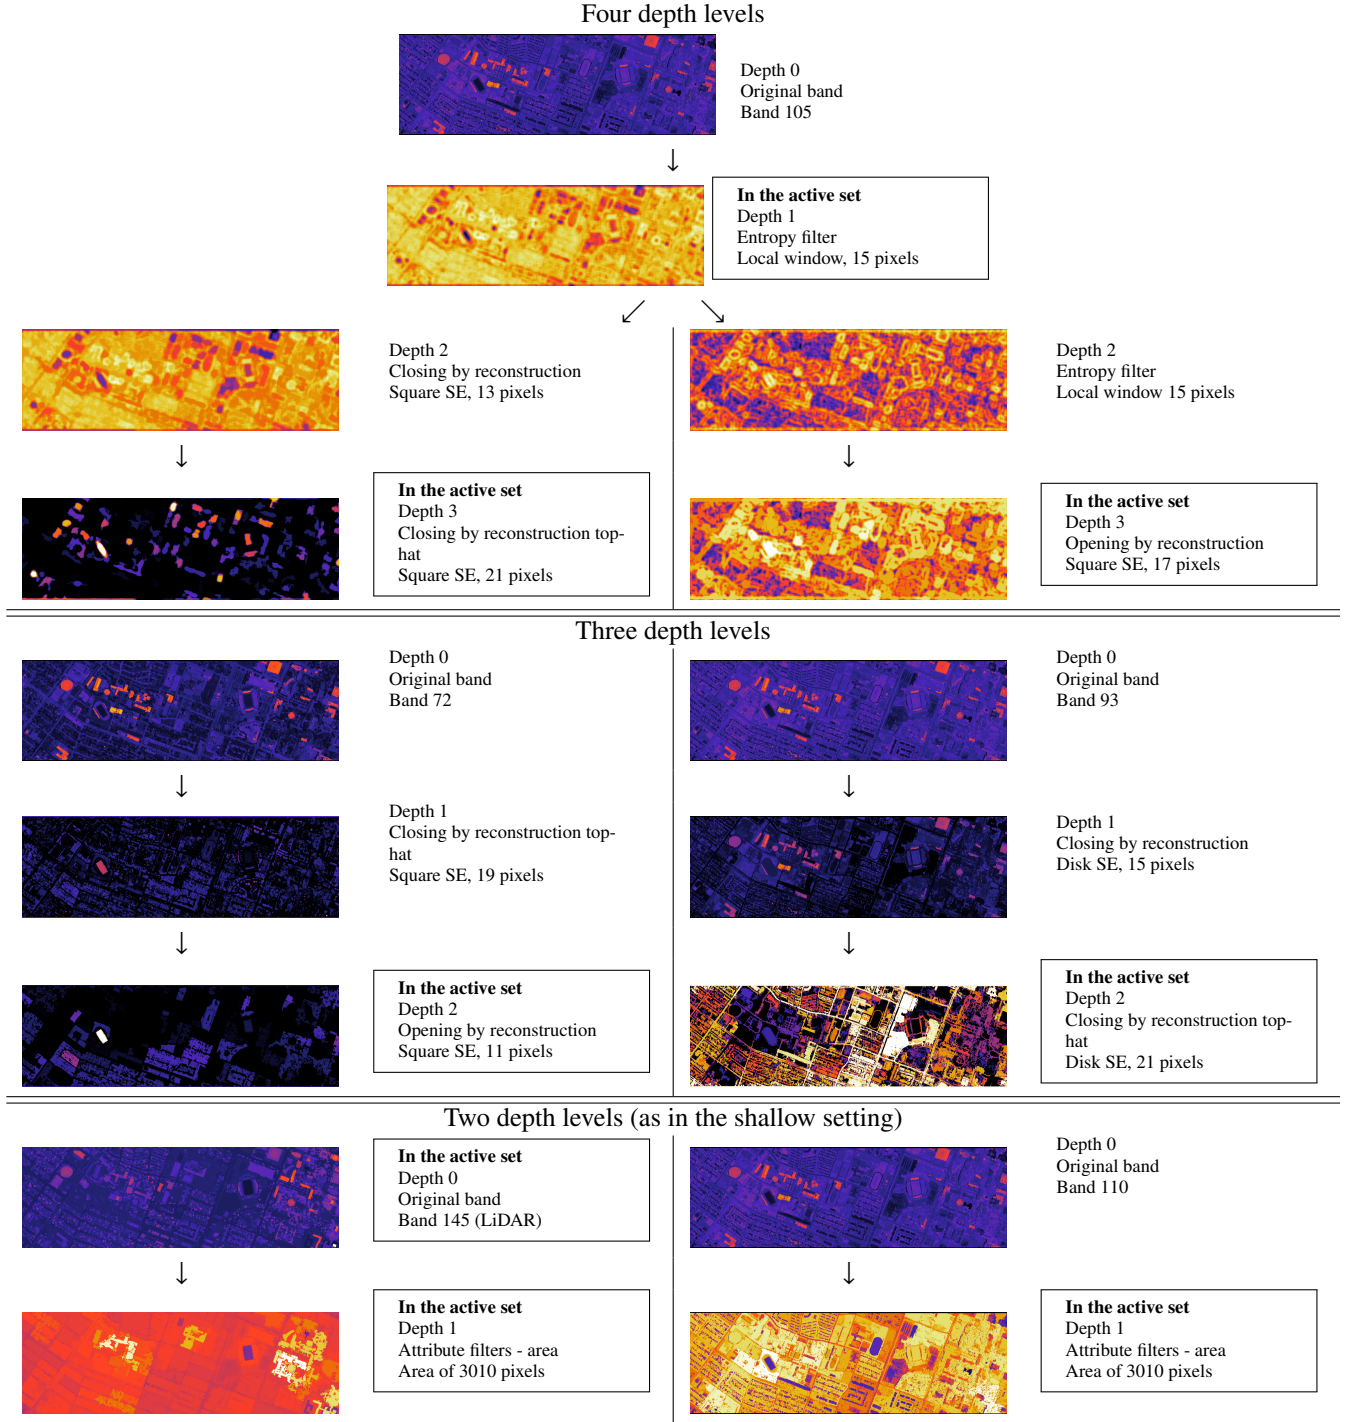 Four depth levels
Depth 0
Original band
Band 105
In the active set
Depth 1
Entropy filter
Local window, 15 pixels
Depth 2
Closing by reconstruction
Square SE, 13 pixels
Depth 2
Entropy filter
Local window 15 pixels
In the active set
Depth 3
Closing by reconstruction top-
hat
Square SE, 21 pixels
In the active set
Depth 3
Opening by reconstruction
Square SE, 17 pixels
Three depth levels
Depth 0
Original band
Band 72
Depth 0
Original band
Band 93
Depth 1
Closing by reconstruction top-
hat
Square SE, 19 pixels
Depth 1
Closing by reconstruction
Disk SE, 15 pixels
In the active set
Depth 2
Opening by reconstruction
Square SE, 11 pixels
In the active set
Depth 2
Closing by reconstruction top-
hat
Disk SE, 21 pixels
Two depth levels (as in the shallow setting)
In the active set
Depth 0
Original band
Band 145 (LiDAR)
Depth 0
Original band
Band 110
In the active set
Depth 1
Attribute filters - area
Area of 3010 pixels
In the active set
Depth 1
Attribute filters - area
Area of 3010 pixels